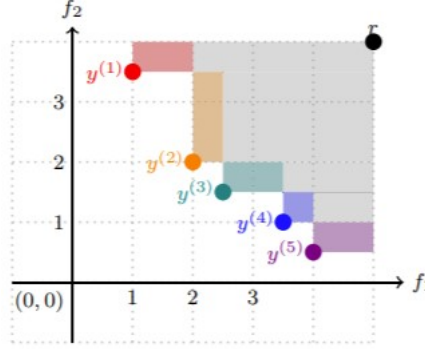 f₂
r
y⁽¹⁾
3
y⁽²⁾
2
y⁽³⁾
y⁽⁴⁾
1
y⁽⁵⁾
f
(0, 0)
1 2 3